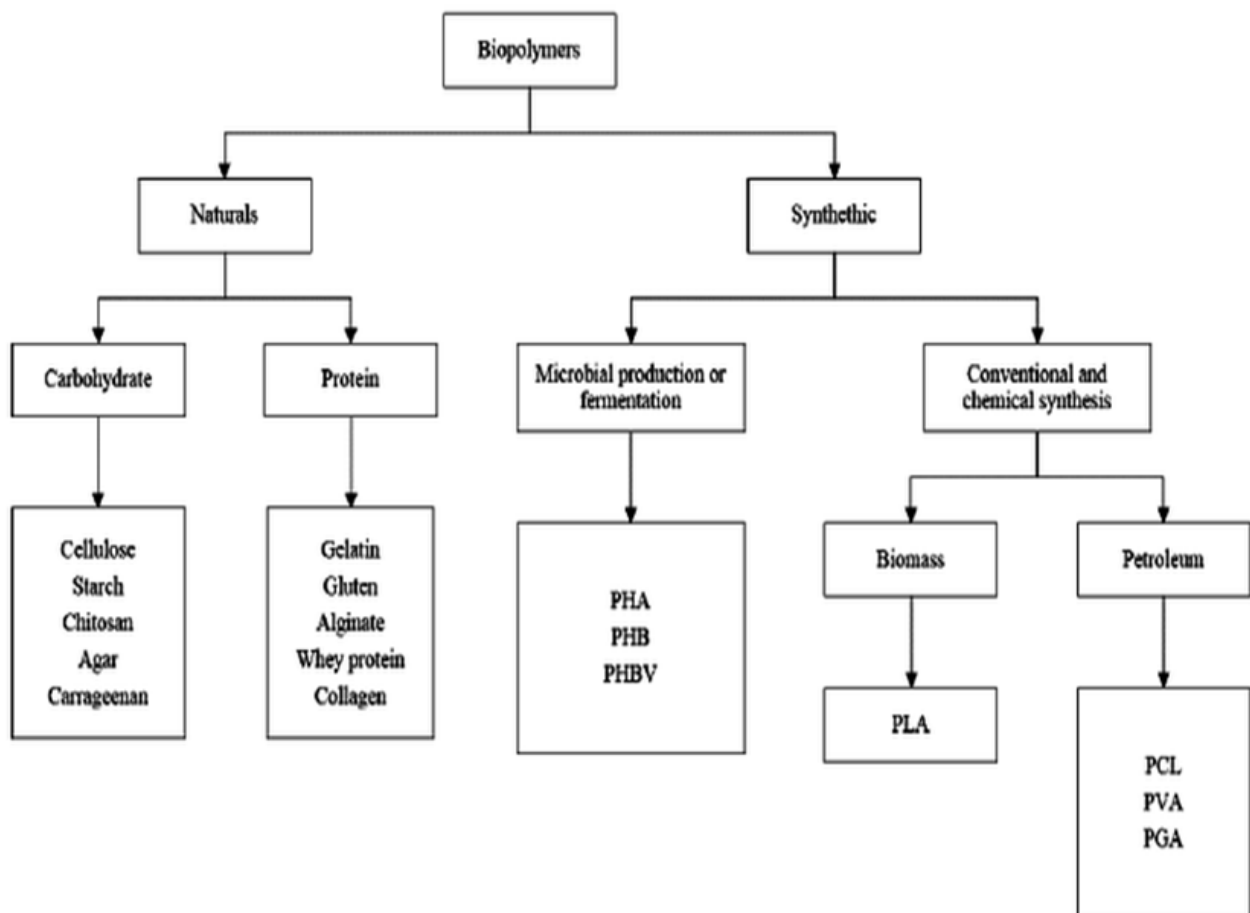 Biopolymers
Naturals
Synthethic
Carbohydrate
Protein
Microbial production or
fermentation
Conventional and
chemical synthesis
Cellulose
Starch
Chitosan
Agar
Carrageenan
Gelatin
Gluten
Alginate
Whey protein
Collagen
PHA
PHB
PHBV
Biomass
Petroleum
PLA
PCL
PVA
PGA